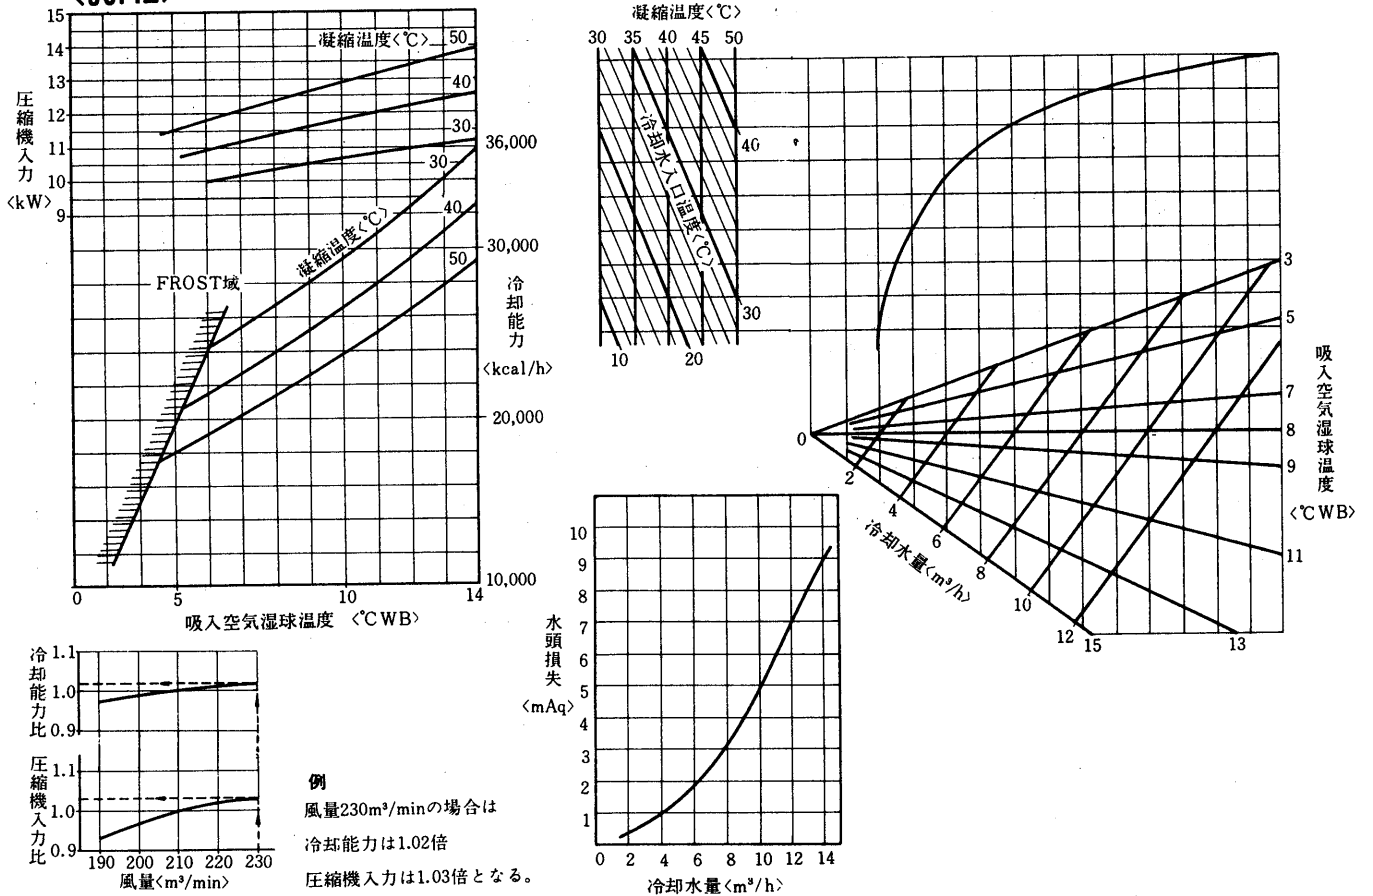 15
14
13
12
11
10
9
圧縮機入力
<kW>
凝縮温度<℃>
50
40
30
30
40
50
凝縮温度<℃>
FROST域
36,000
30,000
20,000
10,000
冷却能力
<kcal/h>
0 5 10 14
吸入空気湿球温度 <℃WB>
凝縮温度<℃>
30 35 40 45 50
冷却水入口温度<℃>
40
30
10 20
0
3
5
7
8
9
11
13
15
吸入空気湿球温度
<℃WB>
2
4
6
8
10
12
冷却水量<m³/h>
冷却能力比
1.1
1.0
0.9
圧縮機入力比
1.1
1.0
0.9
190 200 210 220 230
風量<m³/min>
例
風量230m³/minの場合は
冷却能力は1.02倍
圧縮機入力は1.03倍となる。
水頭損失
<mAq>
10
9
8
7
6
5
4
3
2
1
0 2 4 6 8 10 12 14
冷却水量<m³/h>